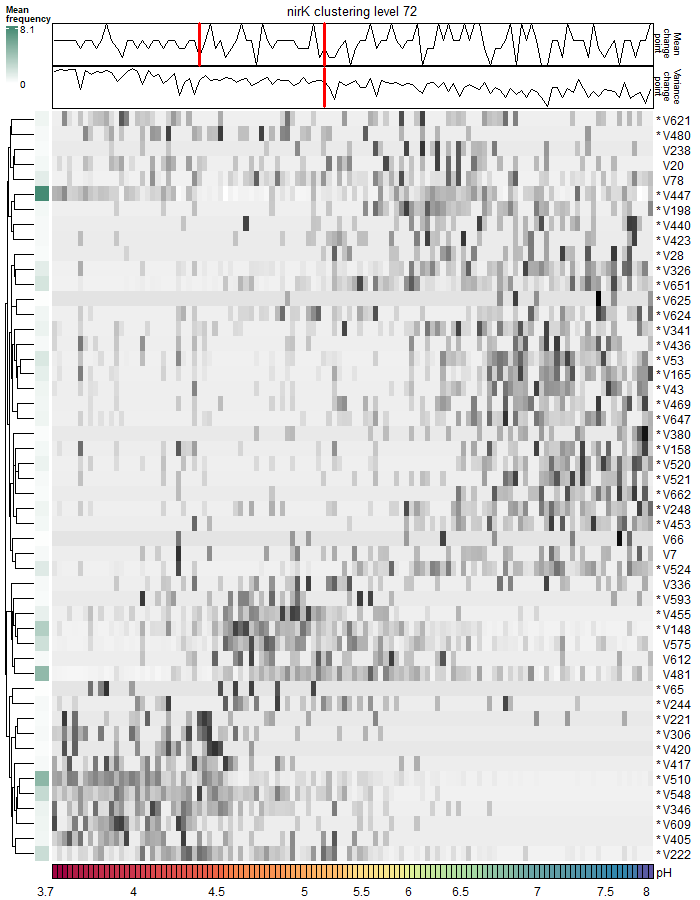 nirK clustering level 72
Mean
frequency
8.1
0
Mean
change
point
Variance
change
point
* V621
* V480
V238
V20
V78
* V447
* V198
* V440
* V423
* V28
* V326
* V651
* V625
* V624
* V341
* V436
* V53
* V165
* V43
* V469
* V647
* V380
* V158
* V520
* V521
* V662
* V248
* V453
V66
V7
* V524
V336
* V593
* V455
* V148
V575
V612
V481
* V65
* V244
* V221
* V306
* V420
* V417
* V510
* V548
* V346
* V609
* V405
* V222
pH
3.7 4 4.5 5 5.5 6 6.5 7 7.5 8